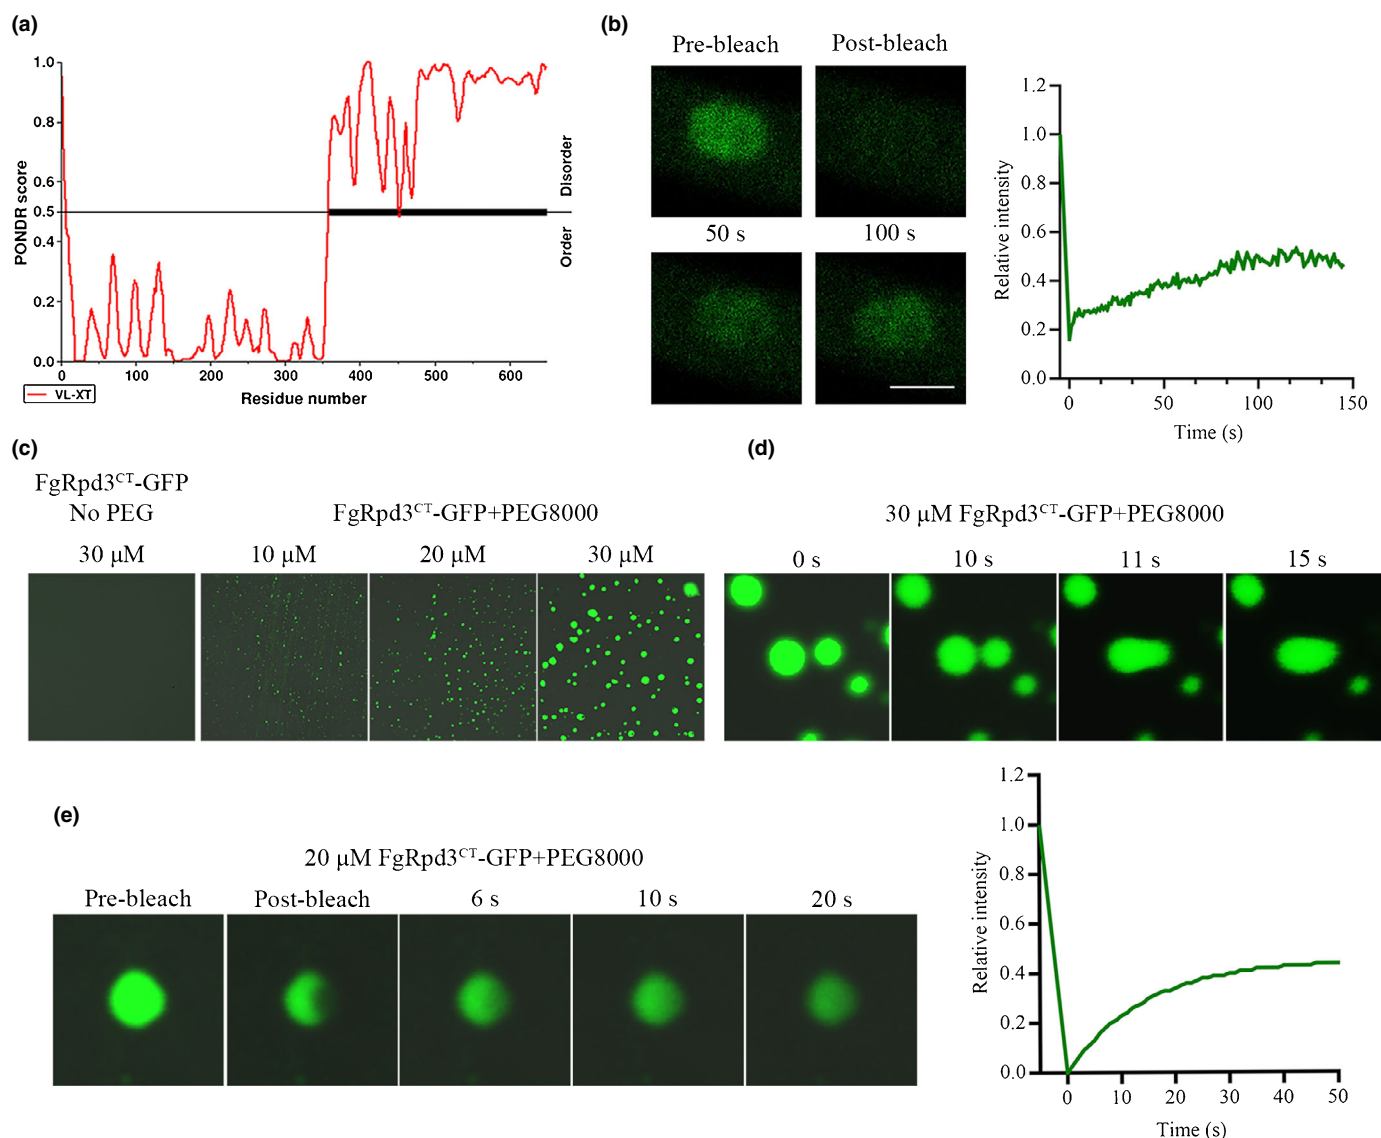 (a)
1.0
0.8
0.6
0.5
0.4
0.2
0.0
PONDR score
Disorder
Order
0 100 200 300 400 500 600
VL-XT
Residue number
(b)
Pre-bleach Post-bleach
50 s 100 s
1.2
1.0
0.8
0.6
0.4
0.2
0.0
Relative intensity
0 50 100 150
Time (s)
(c)
FgRpd3CT-GFP
No PEG
FgRpd3CT-GFP+PEG8000
30 μM 10 μM 20 μM 30 μM
(d)
30 μM FgRpd3CT-GFP+PEG8000
0 s 10 s 11 s 15 s
(e)
20 μM FgRpd3CT-GFP+PEG8000
Pre-bleach Post-bleach 6 s 10 s 20 s
1.2
1.0
0.8
0.6
0.4
0.2
0.0
Relative intensity
0 10 20 30 40 50
Time (s)